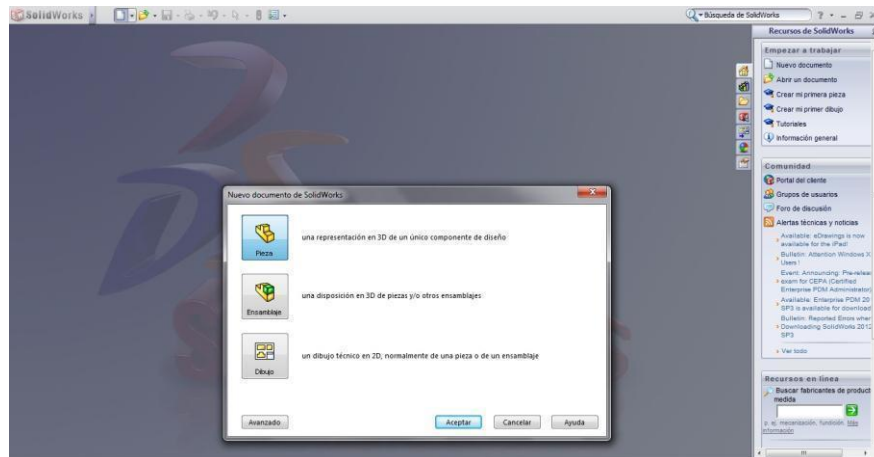 SolidWorks
Búsqueda de SolidWorks
Recursos de SolidWorks
Empezar a trabajar
Nuevo documento
Abrir un documento
Crear mi primera pieza
Crear mi primer dibujo
Tutoriales
Información general
Comunidad
Portal del cliente
Grupos de usuarios
Foro de discusión
Alertas técnicas y noticias
Available: eDrawings is now
available for the iPad!
Bulletin: Attention Windows X
Users !
Event: Announcing: Pre-relea
exam for CEPA (Certified
Enterprise PDM Administrator)
Available: Enterprise PDM 20
SP3 is available for download
Bulletin: Reported Errors when
Downloading SolidWorks 2012
SP3
Ver todo
Recursos en línea
Buscar fabricantes de product
medida
p. ej. mecanización, fundición. Más
información
Nuevo documento de SolidWorks
Pieza
una representación en 3D de un único componente de diseño
Ensamblaje
una disposición en 3D de piezas y/o otros ensamblajes
Dibujo
un dibujo técnico en 2D, normalmente de una pieza o de un ensamblaje
Avanzado
Aceptar
Cancelar
Ayuda